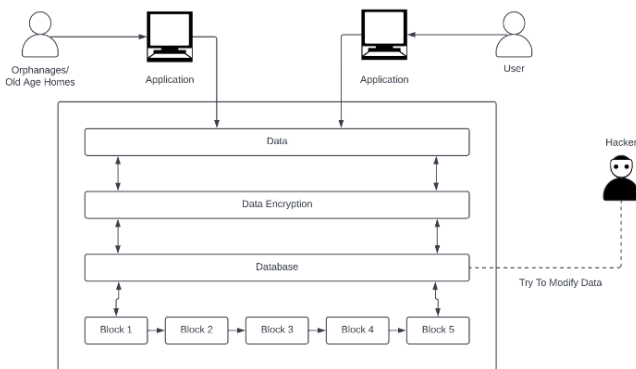 Orphanages/
Old Age Homes
Application
Application
User
Data
Hacker
Data Encryption
Database
Try To Modify Data
Block 1
Block 2
Block 3
Block 4
Block 5